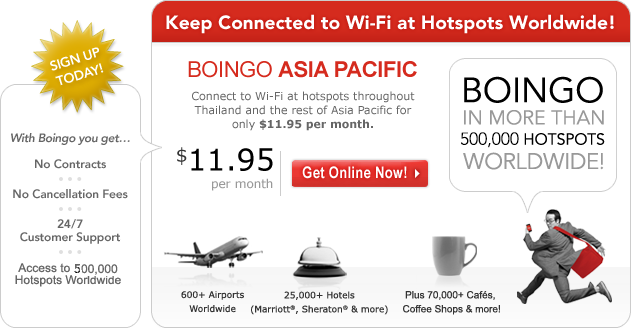 Keep Connected to Wi-Fi at Hotspots Worldwide!
SIGN UP
TODAY!
With Boingo you get...
No Contracts
No Cancellation Fees
24/7
Customer Support
Access to 500,000
Hotspots Worldwide
BOINGO ASIA PACIFIC
Connect to Wi-Fi at hotspots throughout
Thailand and the rest of Asia Pacific for
only $11.95 per month.
$11.95
per month
Get Online Now!
BOINGO
IN MORE THAN
500,000 HOTSPOTS
WORLDWIDE!
600+ Airports
Worldwide
25,000+ Hotels
(Marriott®, Sheraton® & more)
Plus 70,000+ Cafés,
Coffee Shops & more!